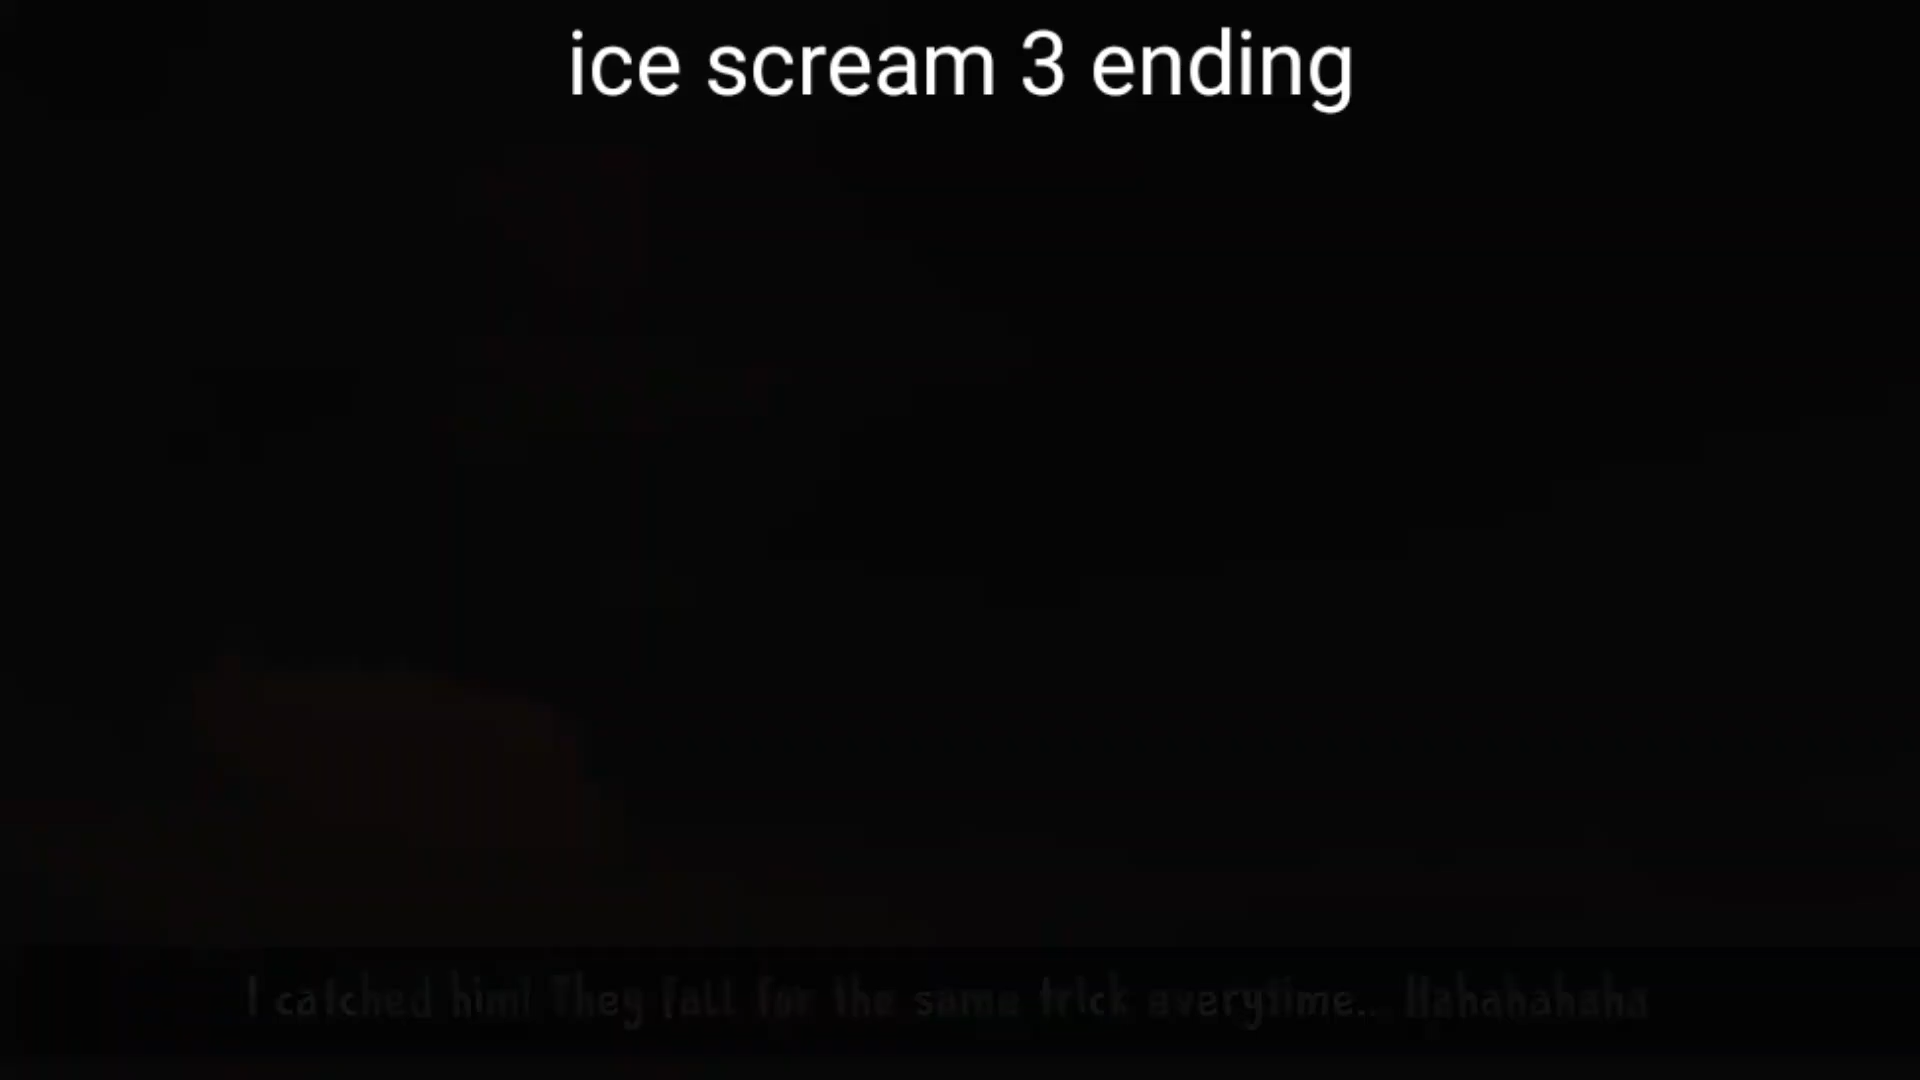 ice scream 3 ending
I catched him! They fall for the same trick everytime... Hahahahaha